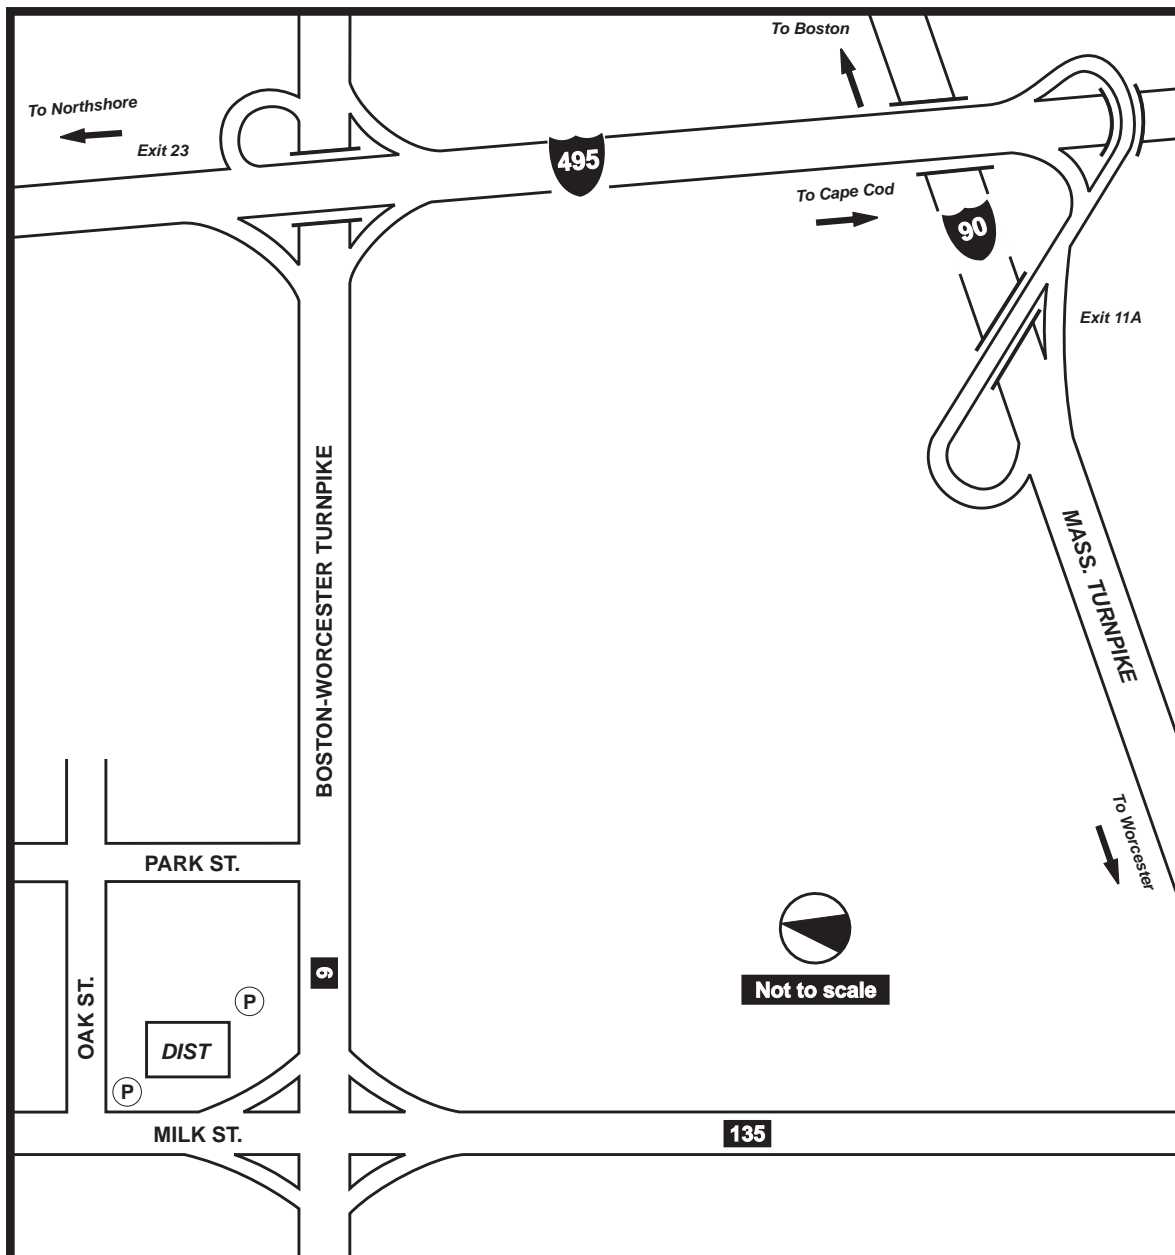 To Boston
To Northshore
Exit 23
495
To Cape Cod
90
Exit 11A
BOSTON-WORCESTER TURNPIKE
MASS. TURNPIKE
To Worcester
PARK ST.
9
Not to scale
OAK ST.
P
DIST
P
MILK ST.
135